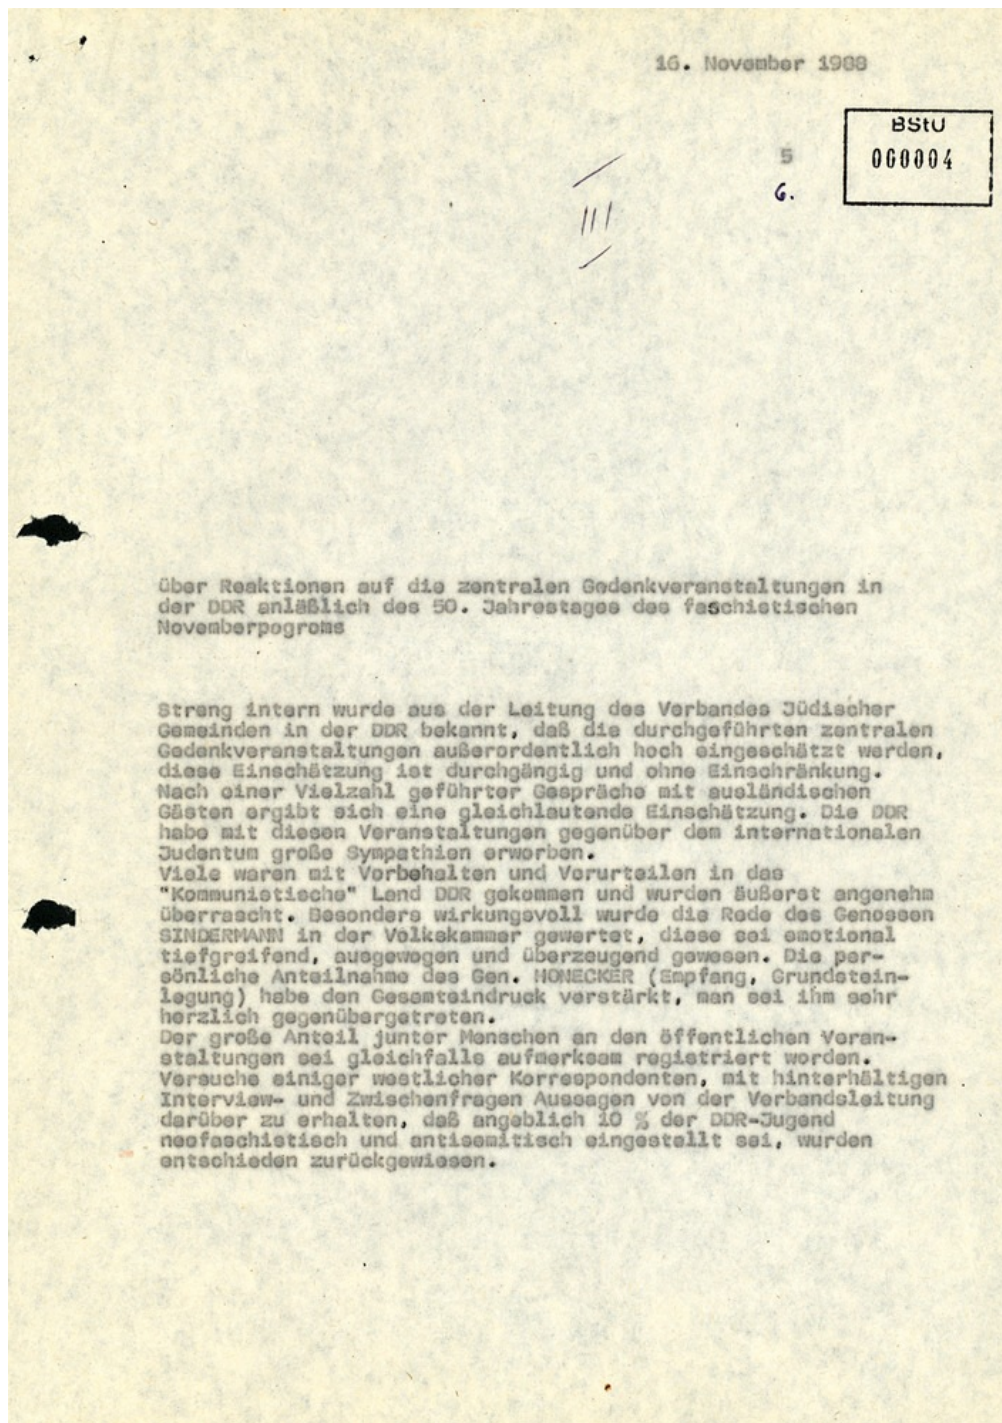 16. November 1988
BStU
000004
5
6.
III
über Reaktionen auf die zentralen Gedenkveranstaltungen in
der DDR anläßlich des 50. Jahrestages des faschistischen
Novemberpogroms
Streng intern wurde aus der Leitung des Verbandes Jüdischer
Gemeinden in der DDR bekannt, daß die durchgeführten zentralen
Gedenkveranstaltungen außerordentlich hoch eingeschätzt werden,
diese Einschätzung ist durchgängig und ohne Einschränkung.
Nach einer Vielzahl geführter Gespräche mit ausländischen
Gästen ergibt sich eine gleichlautende Einschätzung. Die DDR
habe mit diesen Veranstaltungen gegenüber dem internationalen
Judentum große Sympathien erworben.
Viele waren mit Vorbehalten und Vorurteilen in das
"Kommunistische" Land DDR gekommen und wurden äußerst angenehm
überrascht. Besonders wirkungsvoll wurde die Rede des Genossen
SINDERMANN in der Volkskammer gewertet, diese sei emotional
tiefgreifend, ausgewogen und überzeugend gewesen. Die per-
sönliche Anteilnahme des Gen. HONECKER (Empfang, Grundstein-
legung) habe den Gesamteindruck verstärkt, man sei ihm sehr
herzlich gegenübergetreten.
Der große Anteil junter Menschen an den öffentlichen Veran-
staltungen sei gleichfalls aufmerksam registriert worden.
Versuche einiger westlicher Korrespondenten, mit hinterhältigen
Interview- und Zwischenfragen Aussagen von der Verbandsleitung
darüber zu erhalten, daß angeblich 10 % der DDR-Jugend
neofaschistisch und antisemitisch eingestellt sei, wurden
entschieden zurückgewiesen.